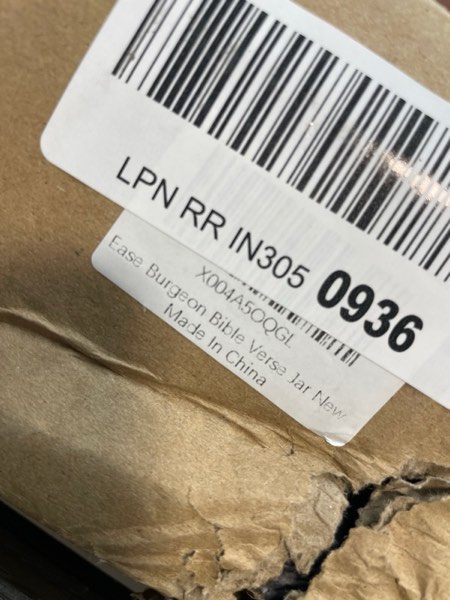 LPN RR IN305 0936
X004A5OQGL
Ease Burgeon Bible Verse Jar New
Made In China